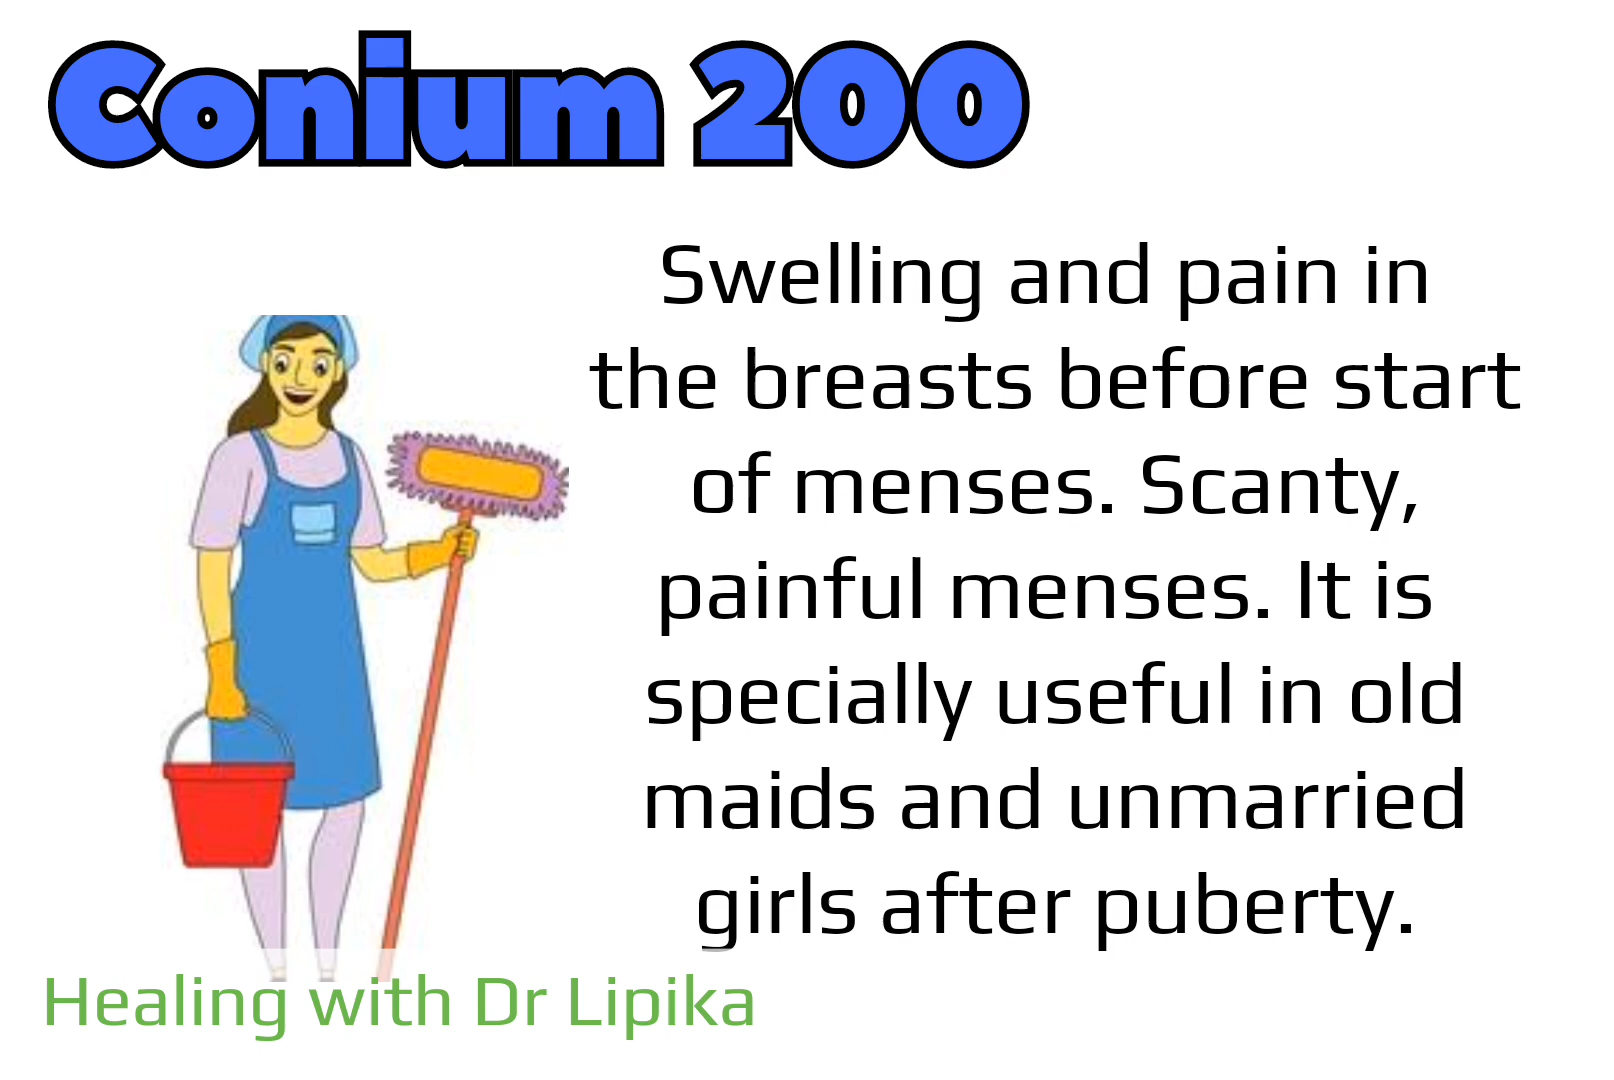 Conium 200
Swelling and pain in
the breasts before start
of menses. Scanty,
painful menses. It is
specially useful in old
maids and unmarried
girls after puberty.
Healing with Dr Lipika